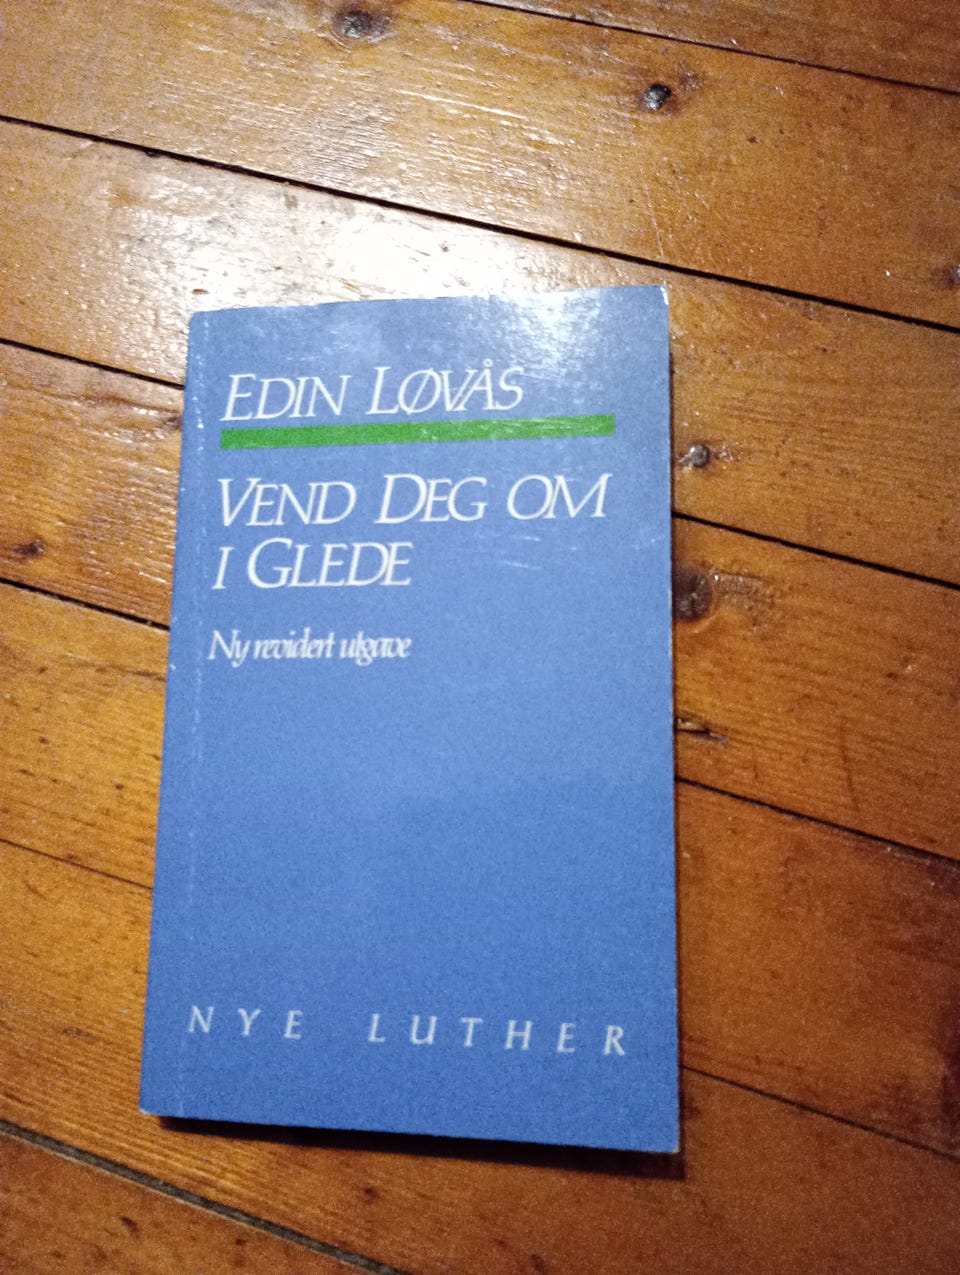 EDIN LØVÅS
VEND DEG OM
I GLEDE
Ny revidert utgave
NYE LUTHER